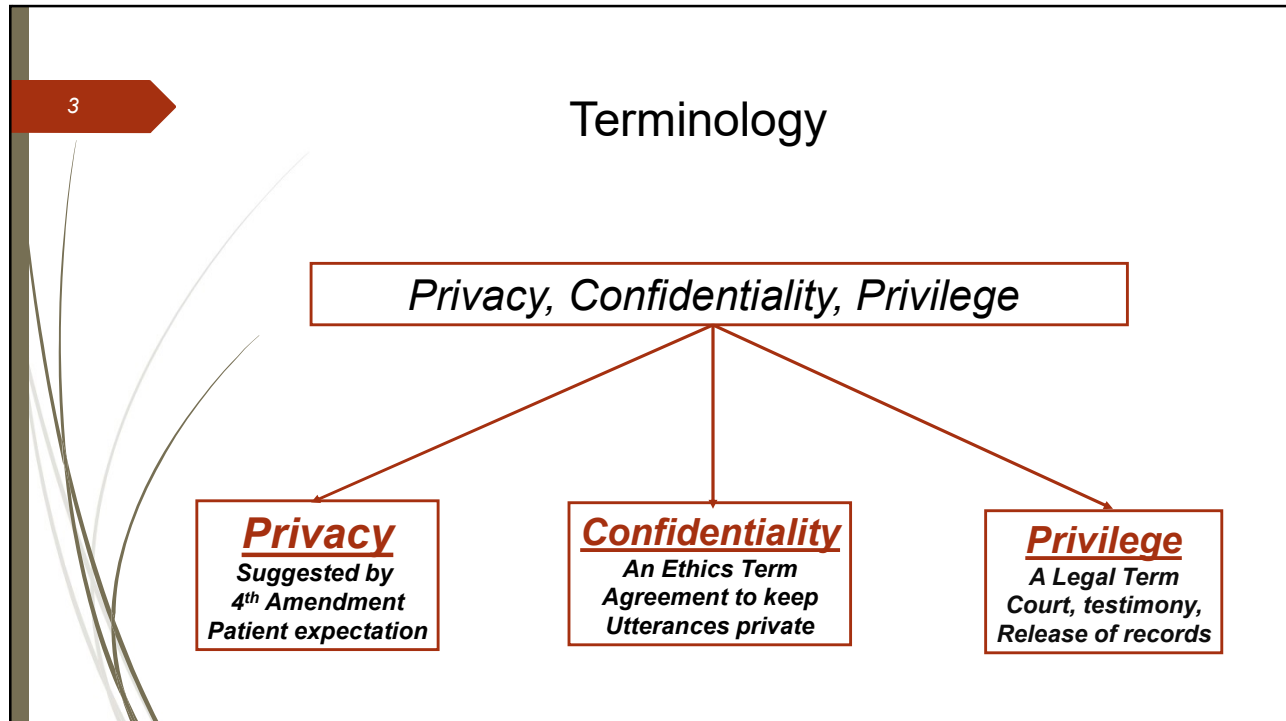 3
Terminology
Privacy, Confidentiality, Privilege
Privacy
Suggested by
4th Amendment
Patient expectation
Confidentiality
An Ethics Term
Agreement to keep
Utterances private
Privilege
A Legal Term
Court, testimony,
Release of records